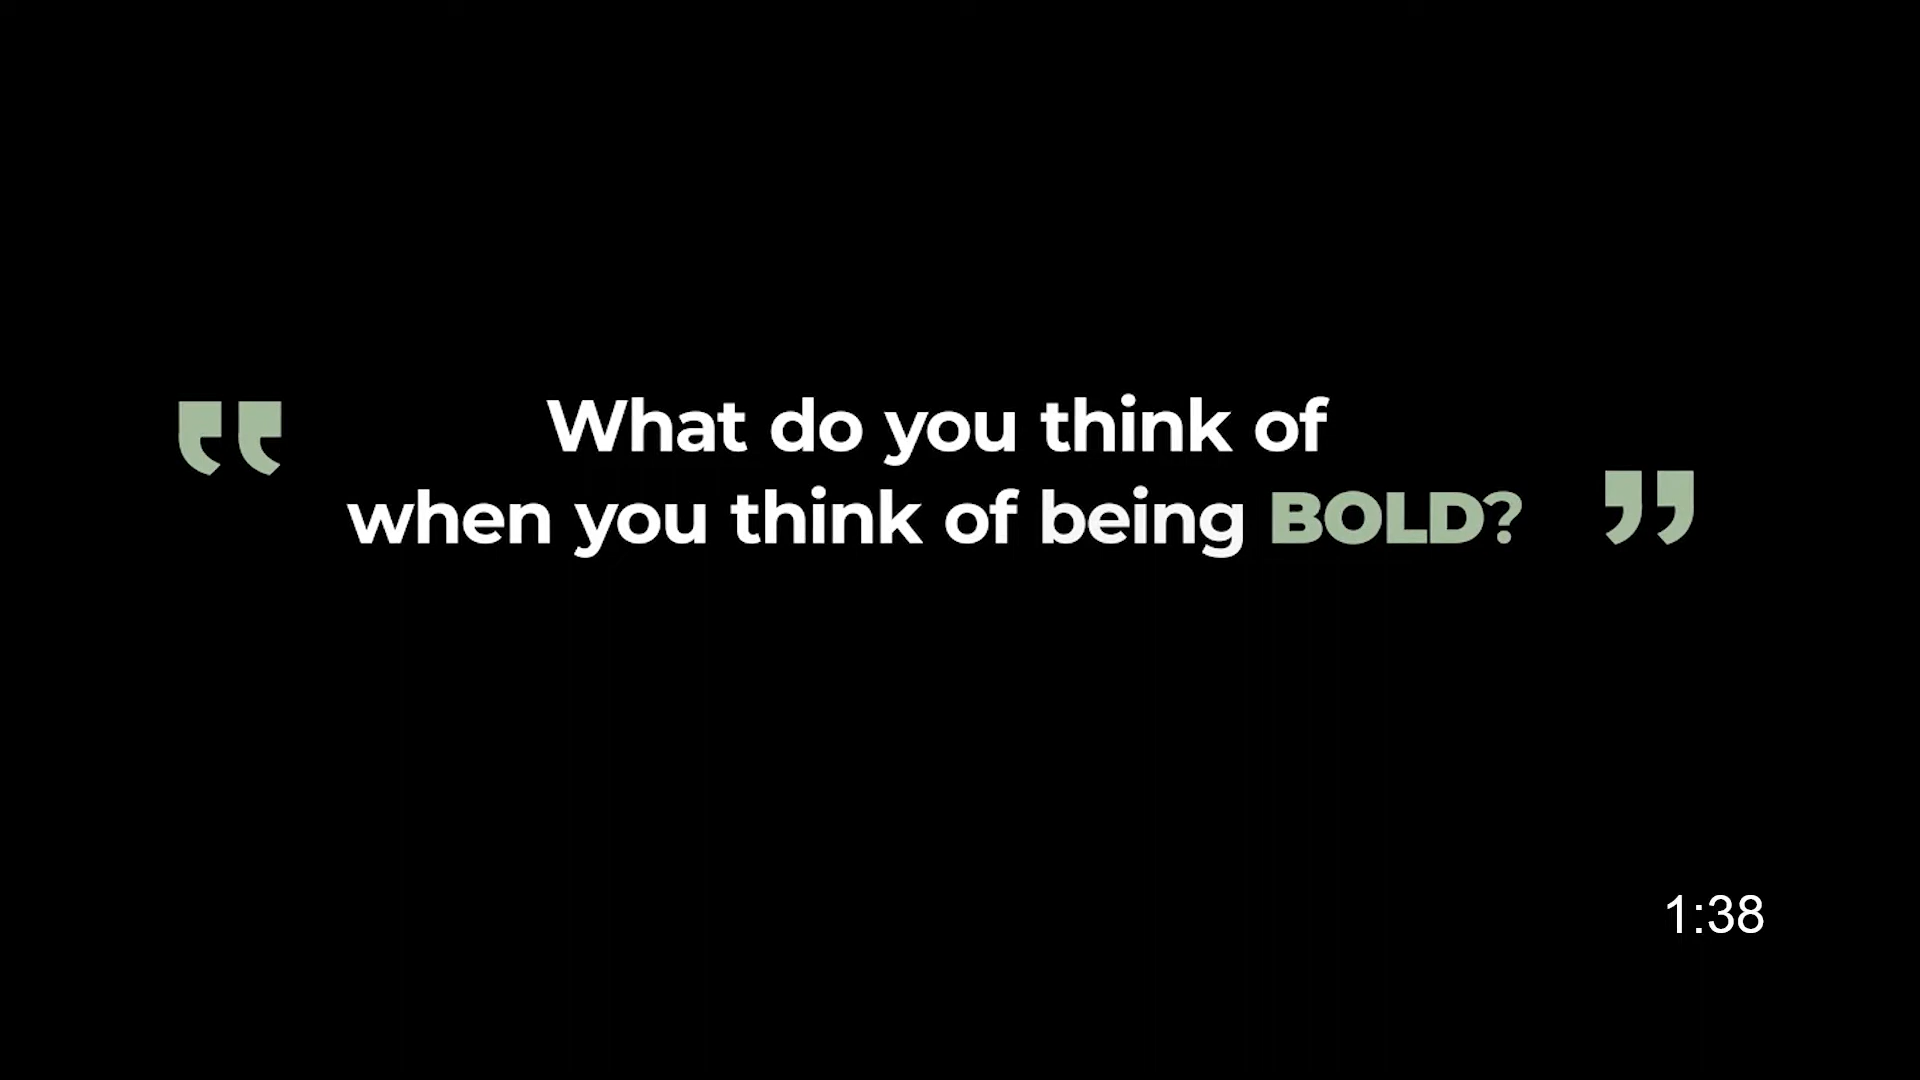 “ What do you think of
when you think of being BOLD? ”
1:38